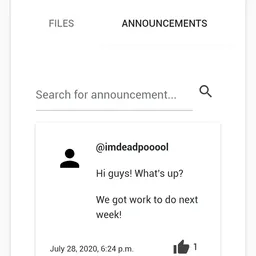 FILES ANNOUNCEMENTS
Search for announcement...
@imdeadpooool
Hi guys! What's up?
We got work to do next
week!
July 28, 2020, 6:24 p.m. 1